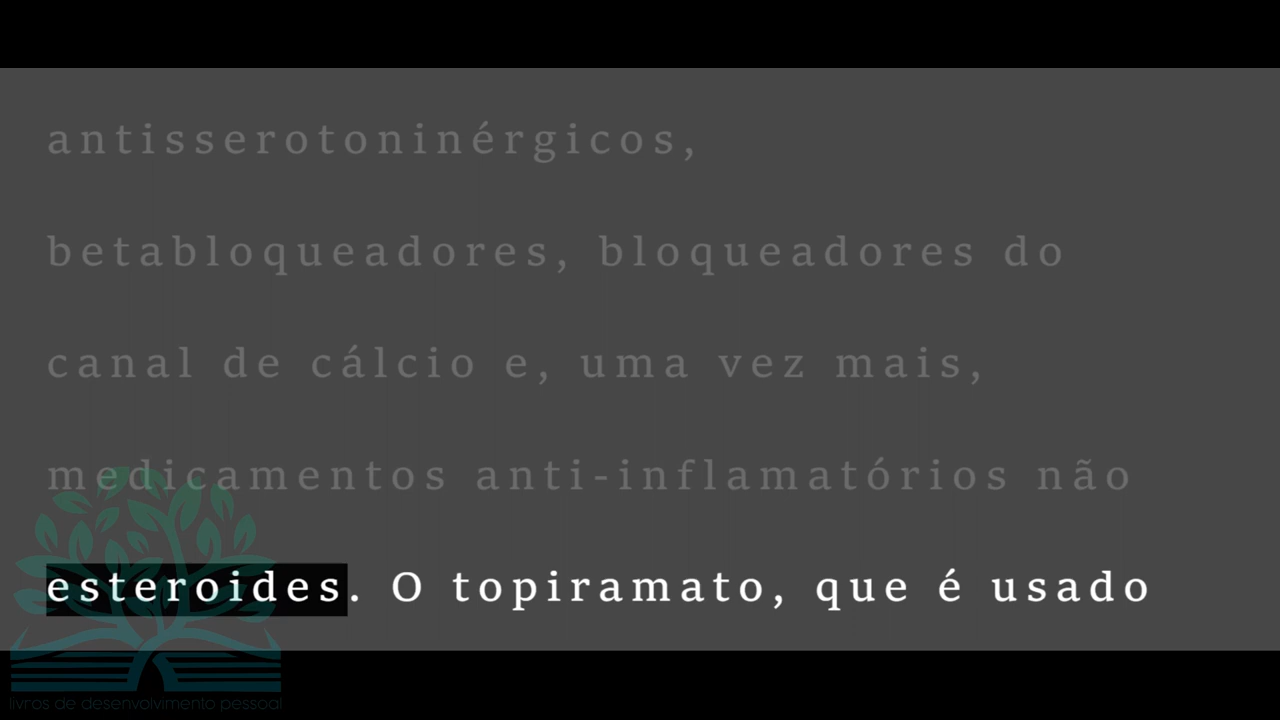 antisserotoninérgicos,
betabloqueadores, bloqueadores do
canal de cálcio e, uma vez mais,
medicamentos anti-inflamatórios não
esteroides. O topiramato, que é usado
livros de desenvolvimento pessoal